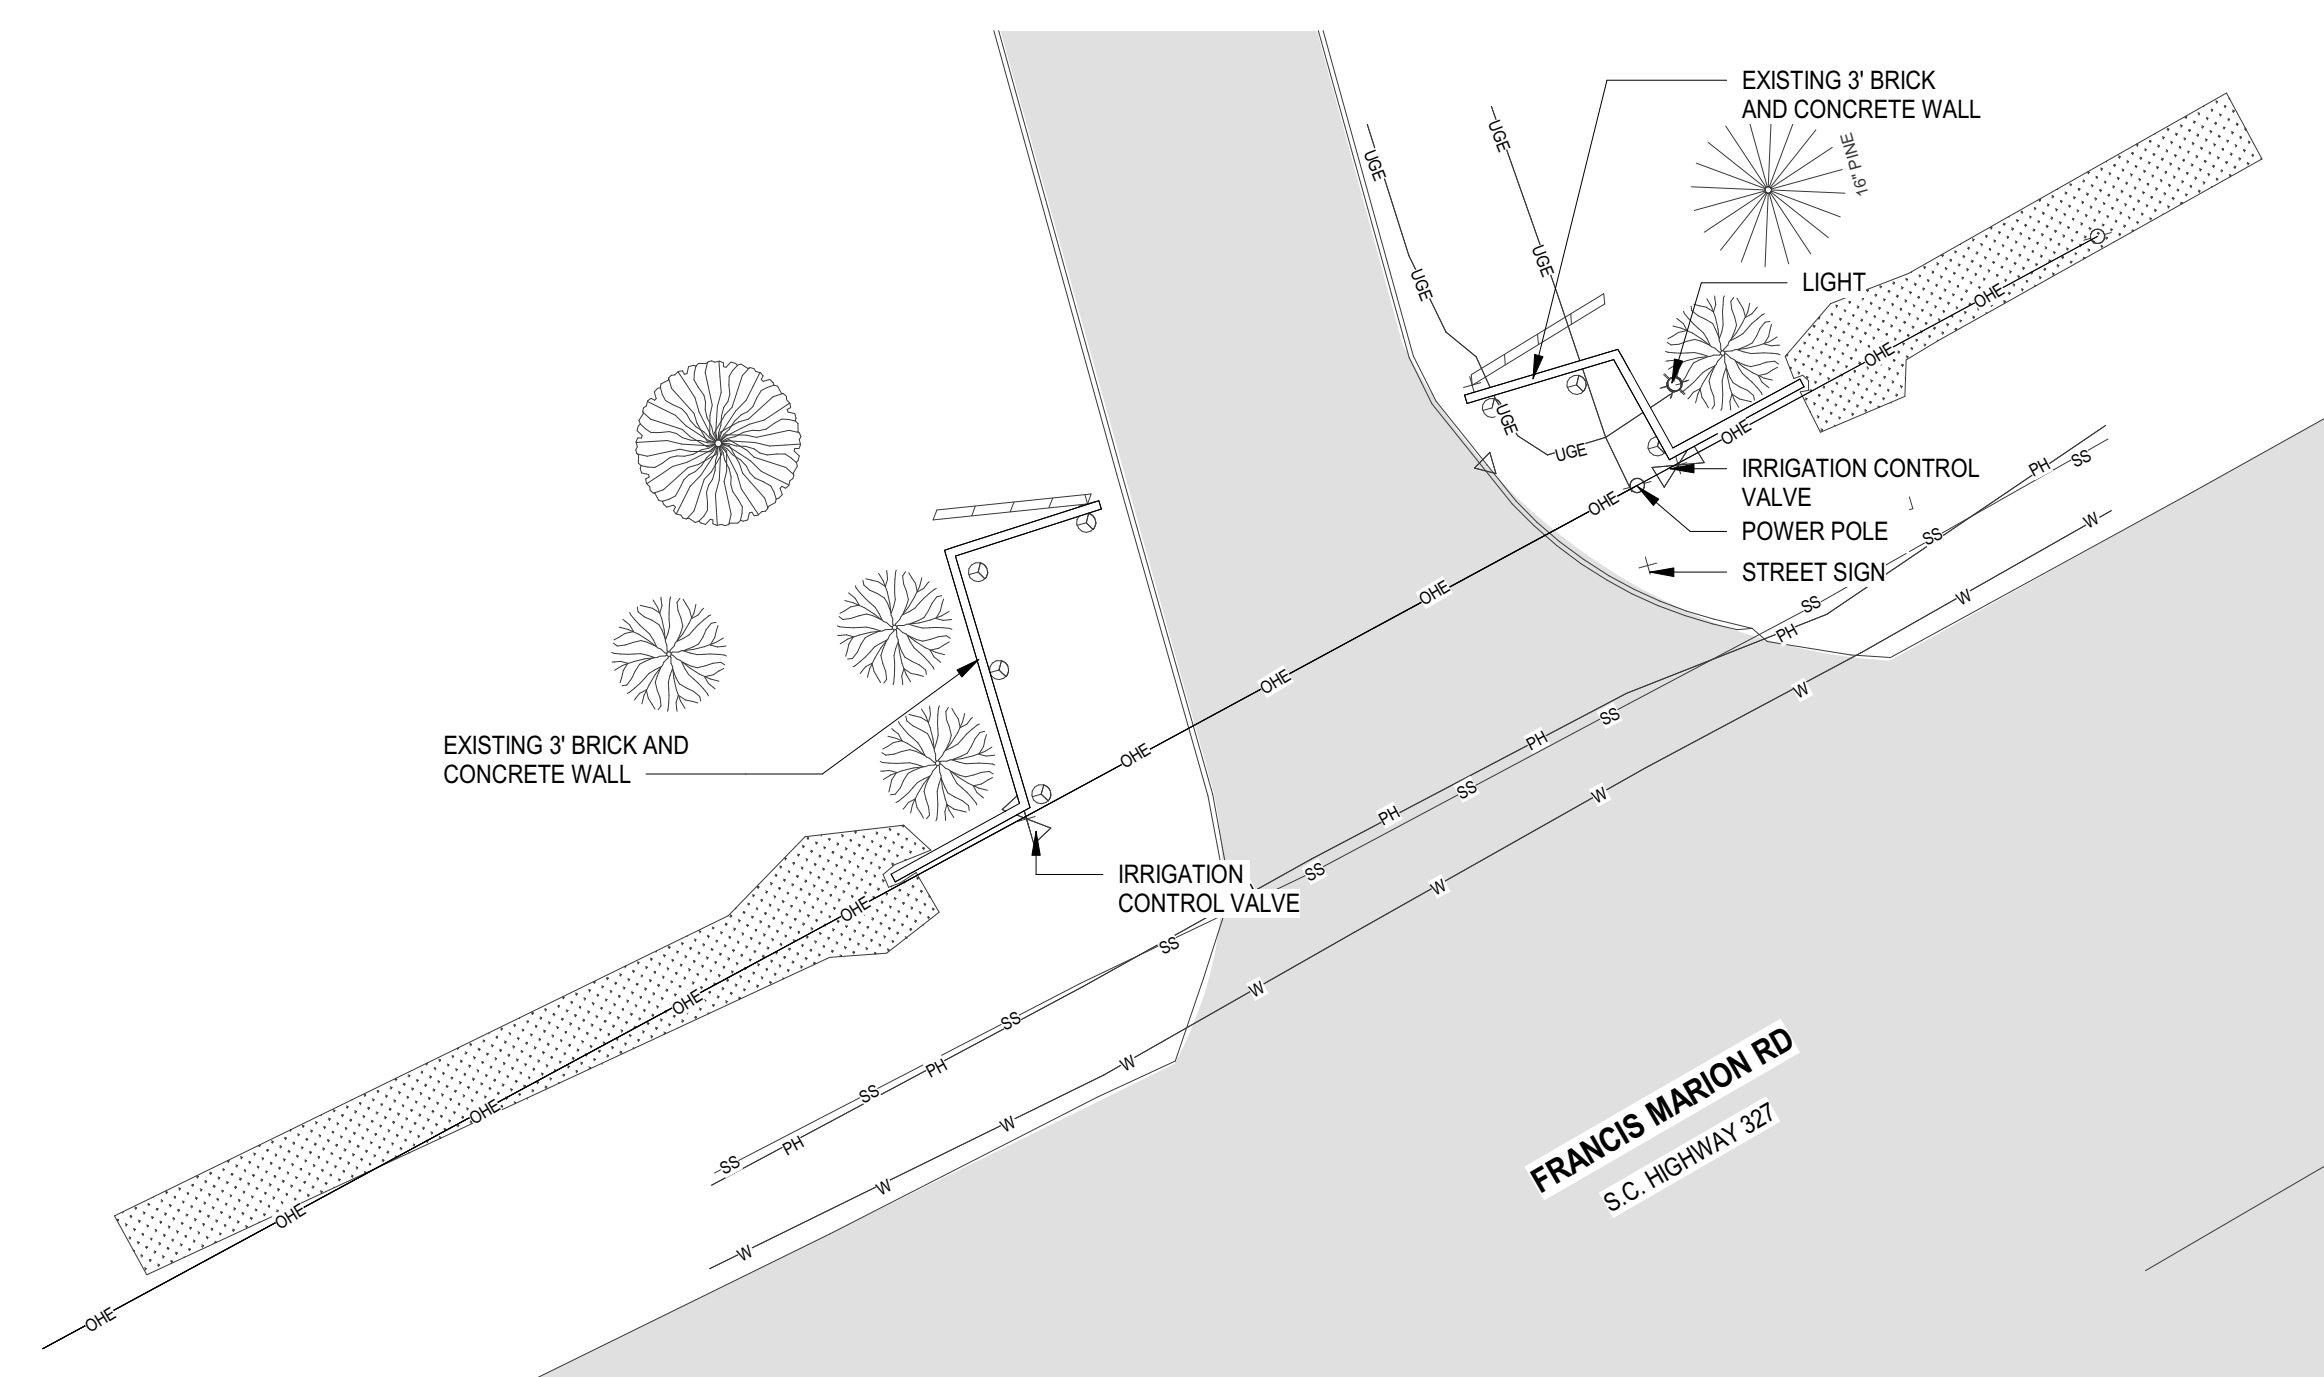 EXISTING 3' BRICK
AND CONCRETE WALL
16" PINE
UGE
UGE
UGE
UGE
LIGHT
OHE
OHE
UGE
UGE
OHE
IRRIGATION CONTROL
VALVE
PH
SS
OHE
POWER POLE
SS
W
STREET SIGN
OHE
SS
W
PH
OHE
W
SS
PH
EXISTING 3' BRICK AND
CONCRETE WALL
OHE
SS
W
PH
IRRIGATION
CONTROL VALVE
SS
W
OHE
SS
W
OHE
SS
PH
W
FRANCIS MARION RD
S.C. HIGHWAY 327
OHE
SS
PH
W
SS
PH
W
OHE
W
OHE